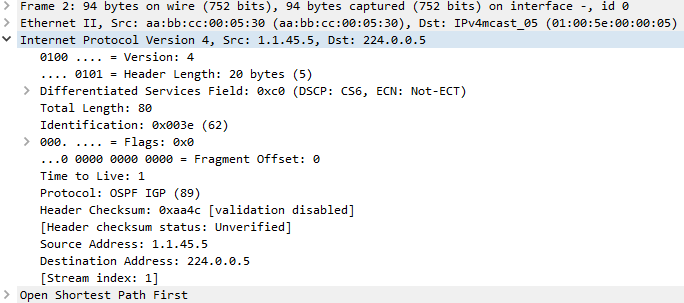 Frame 2: 94 bytes on wire (752 bits), 94 bytes captured (752 bits) on interface -, id 0
Ethernet II, Src: aa:bb:cc:00:05:30 (aa:bb:cc:00:05:30), Dst: IPv4mcast_05 (01:00:5e:00:00:05)
Internet Protocol Version 4, Src: 1.1.45.5, Dst: 224.0.0.5
0100 .... = Version: 4
.... 0101 = Header Length: 20 bytes (5)
Differentiated Services Field: 0xc0 (DSCP: CS6, ECN: Not-ECT)
Total Length: 80
Identification: 0x003e (62)
000. .... = Flags: 0x0
...0 0000 0000 0000 = Fragment Offset: 0
Time to Live: 1
Protocol: OSPF IGP (89)
Header Checksum: 0xaa4c [validation disabled]
[Header checksum status: Unverified]
Source Address: 1.1.45.5
Destination Address: 224.0.0.5
[Stream index: 1]
Open Shortest Path First